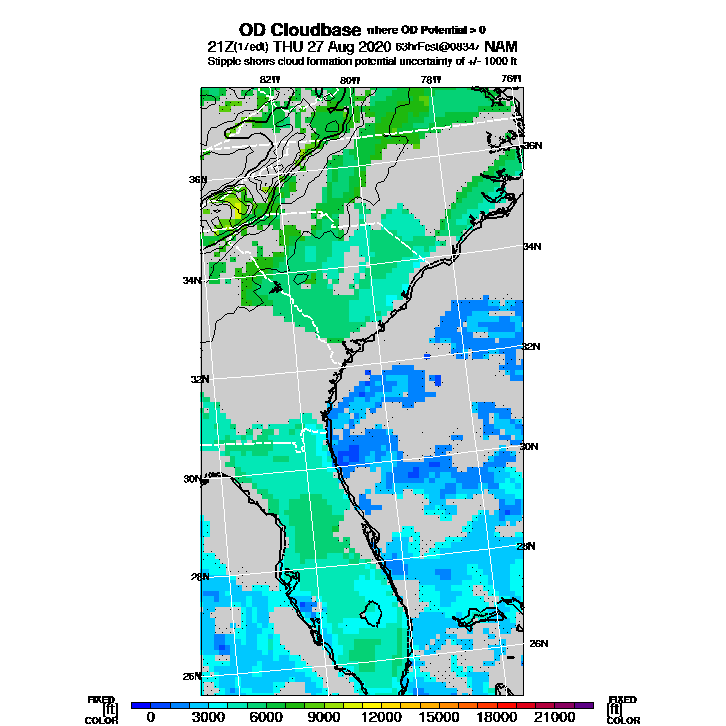 OD Cloudbase where OD Potential > 0
21Z(17edt) THU 27 Aug 2020 63hrFcst@0834z NAM
Stipple shows cloud formation potential uncertainty of +/- 1000 ft
82W 80W 78W 76W
36N
36N
34N
34N
32N
32N
30N
30N
28N
28N
26N
26N
FIXED FIXED
[ft] [ft]
COLOR 0 3000 6000 9000 12000 15000 18000 21000 COLOR